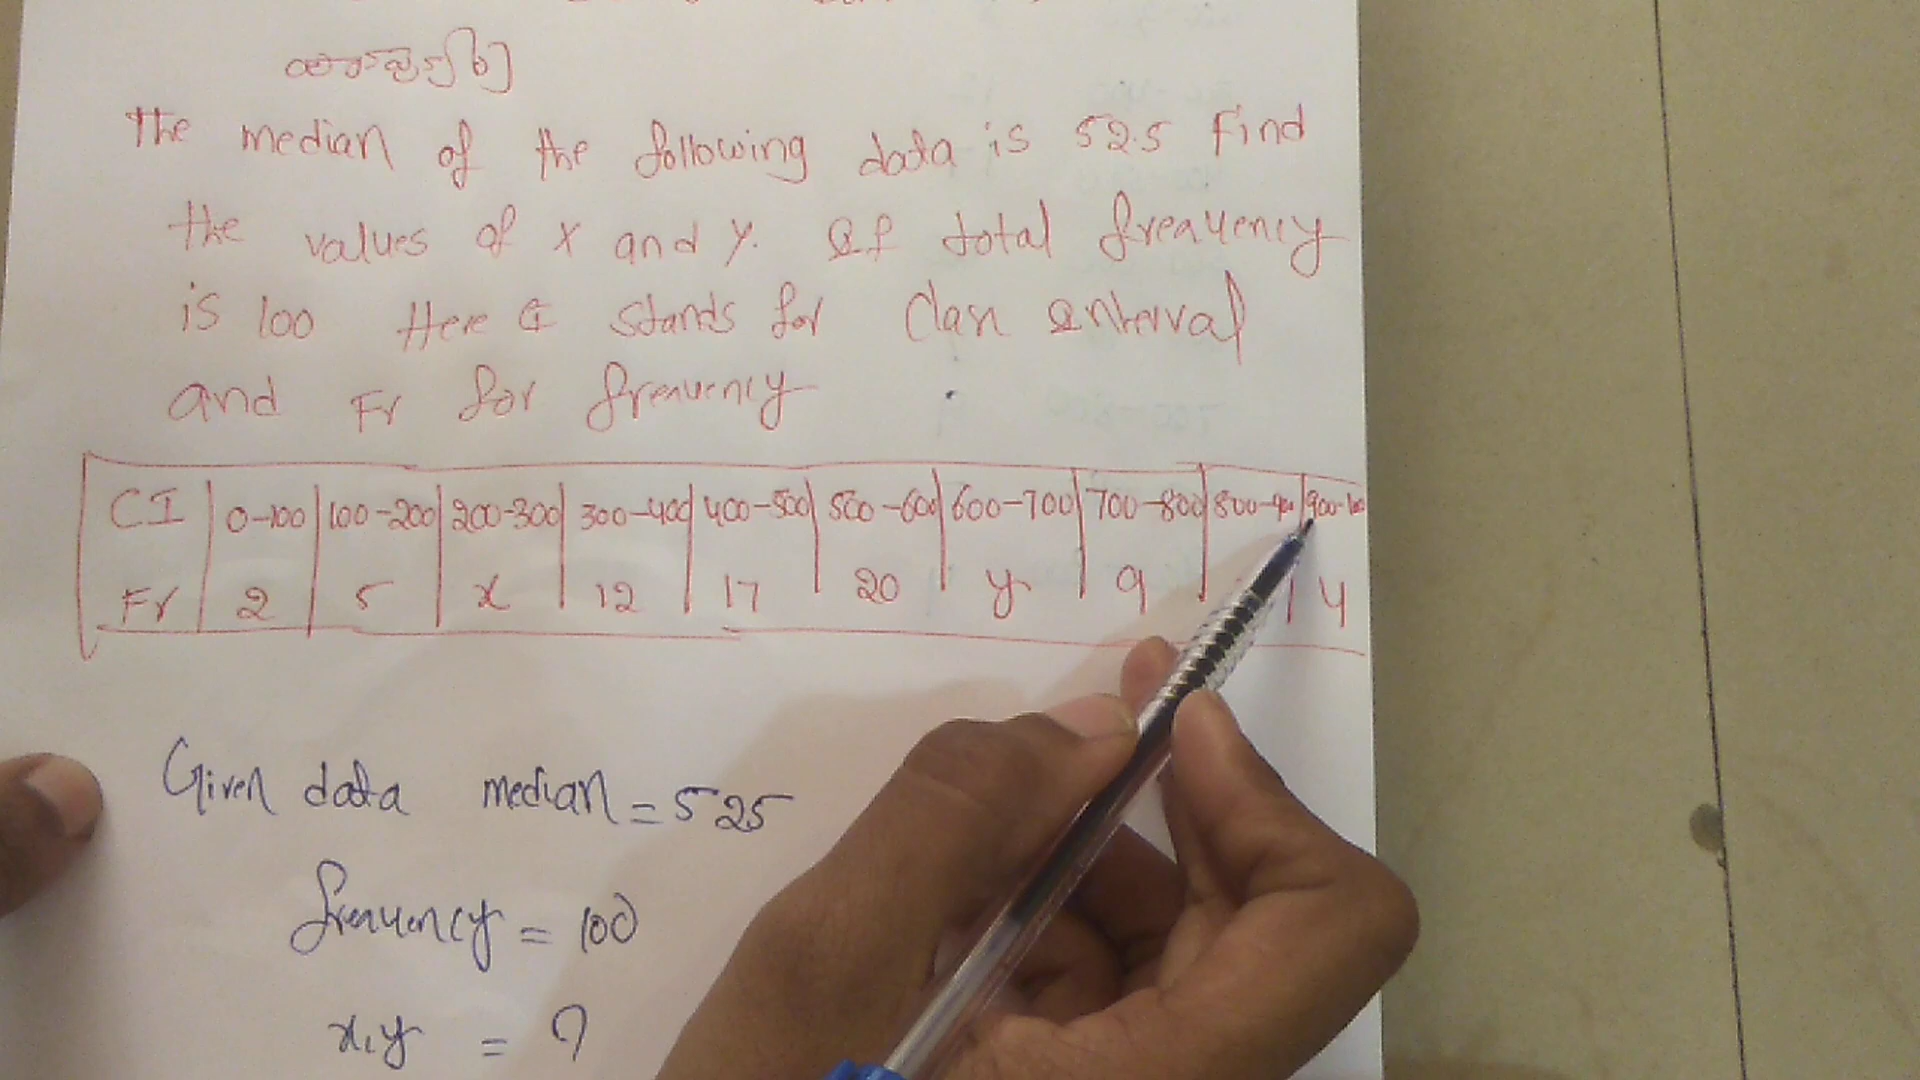 The median of the following data is 525 Find
the values of x and y. If total frequency
is 100 Here CI stands for Class Interval
and Fr for frequency
CI 0-100 100-200 200-300 300-400 400-500 500-600 600-700 700-800 800-900
Fr 2 5 x 12 17 20 y 9 4
Given data median = 525
frequency = 100
x, y = ?